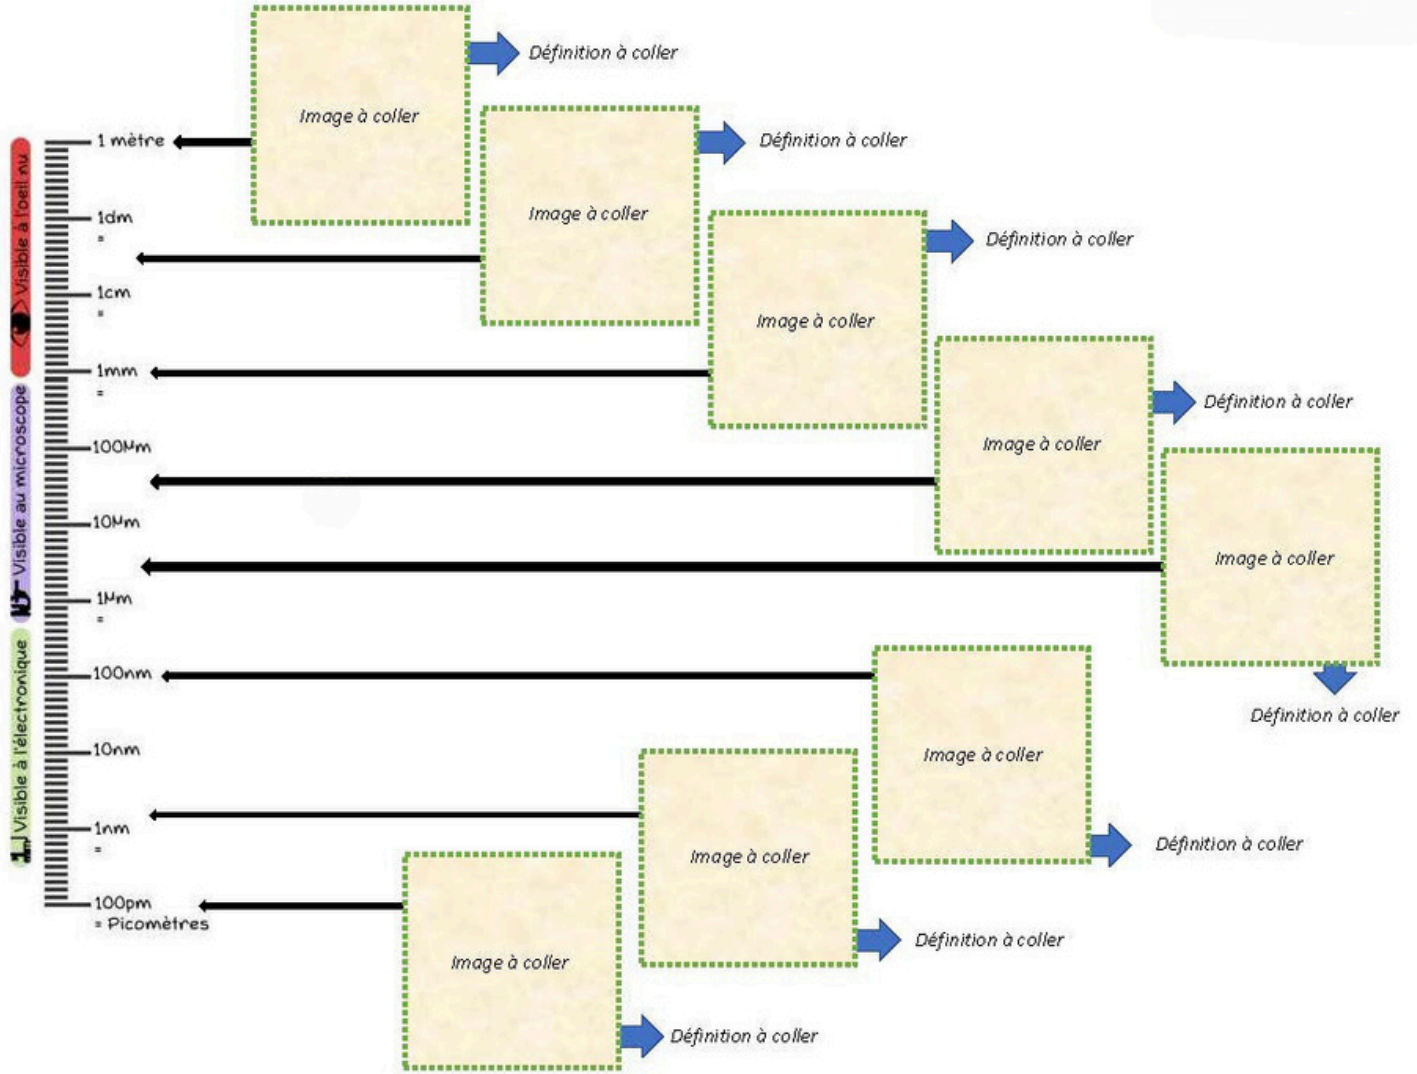 Définition à coller
Image à coller
Définition à coller
1 mètre
Image à coller
1dm
=
Définition à coller
1cm
=
Image à coller
1mm
=
Définition à coller
100µm
Image à coller
10µm
Image à coller
1µm
=
100nm
Définition à coller
10nm
Image à coller
1nm
=
Définition à coller
Image à coller
100pm
= Picomètres
Définition à coller
Image à coller
Définition à coller
Visible à l'oeil nu
Visible au microscope
Visible à l'électronique